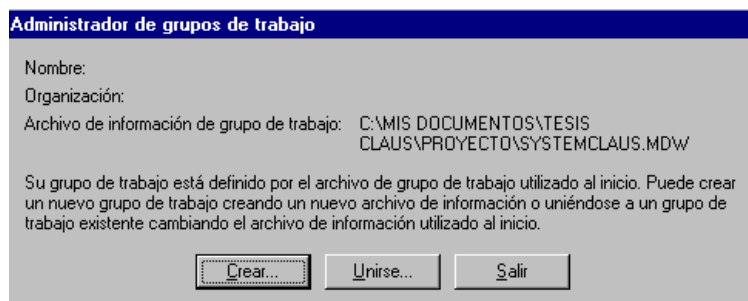 Administrador de grupos de trabajo
Nombre:
Organización:
Archivo de información de grupo de trabajo: C:\MIS DOCUMENTOS\TESIS
CLAUS\PROYECTO\SYSTEMCLAUS.MDW
Su grupo de trabajo está definido por el archivo de grupo de trabajo utilizado al inicio. Puede crear
un nuevo grupo de trabajo creando un nuevo archivo de información o uniéndose a un grupo de
trabajo existente cambiando el archivo de información utilizado al inicio.
Crear... Unirse... Salir